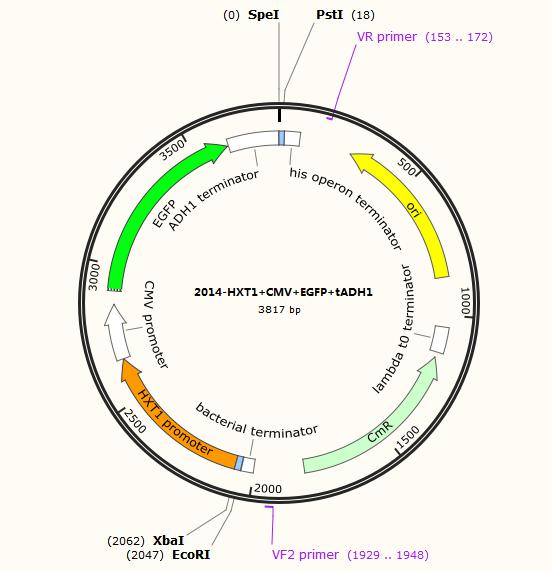 (0) SpeI
PstI (18)
VR primer (153 .. 172)
500
his operon terminator
ori
1000
lambda t0 terminator
CmR
1500
VF2 primer (1929 .. 1948)
2000
bacterial terminator
(2062) XbaI
(2047) EcoRI
HXT1 promoter
2500
CMV promoter
3000
EGFP
ADH1 terminator
3500
2014-HXT1+CMV+EGFP+tADH1
3817 bp